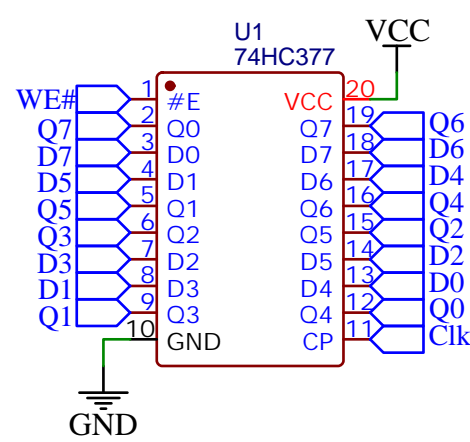 U1
74HC377
VCC
WE# 1 #E VCC 20
Q7 2 Q0 Q7 19 Q6
D7 3 D0 D7 18 D6
D5 4 D1 D6 17 D4
Q5 5 Q1 Q6 16 Q4
Q3 6 Q2 Q5 15 Q2
D3 7 D2 D5 14 D2
D1 8 D3 D4 13 D0
Q1 9 Q3 Q4 12 Q0
10 GND CP 11 Clk
GND